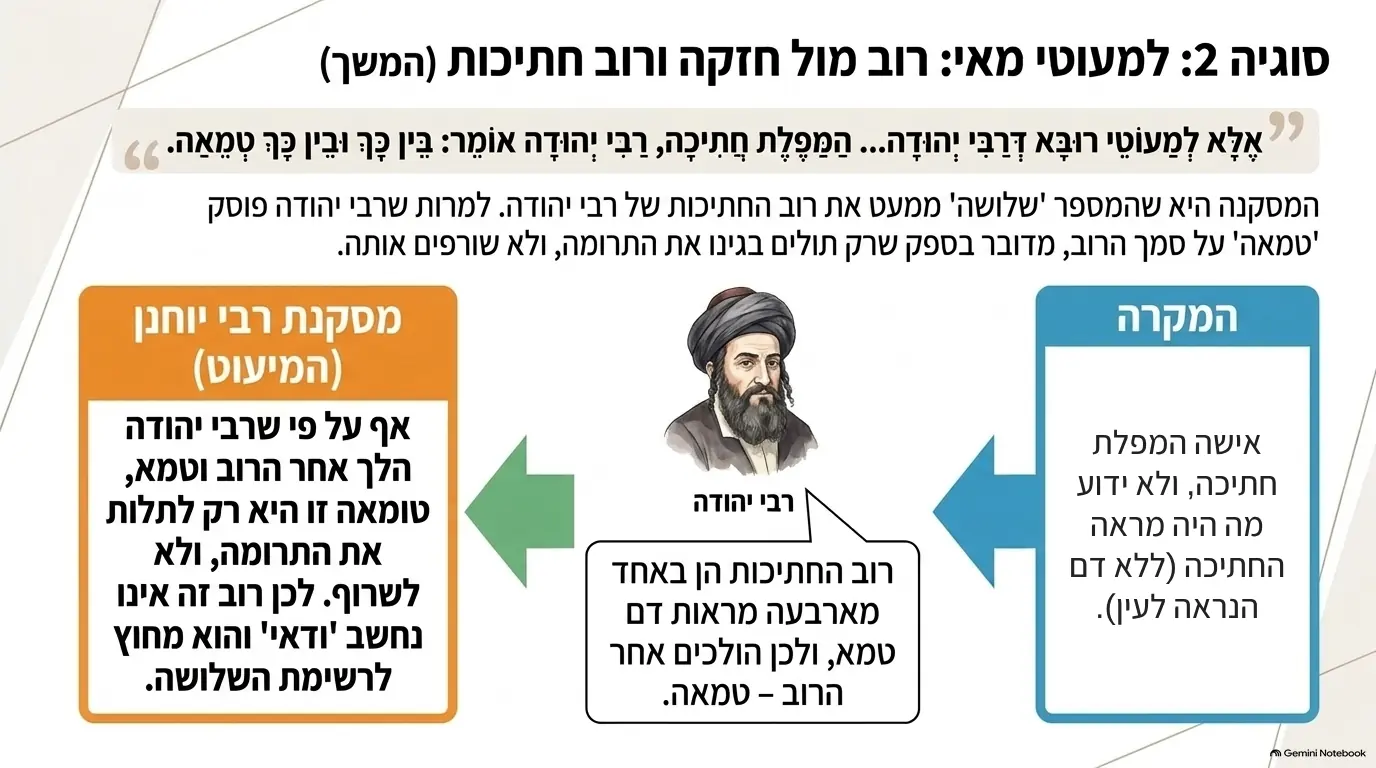 סוגיה 2: למעוטי מאי: רוב מול חזקה ורוב חתיכות (המשך)
”אֶלָּא לְמַעוֹטֵי רוּבָּא דְּרַבִּי יְהוּדָה... הַמַּפֶּלֶת חֲתִיכָה, רַבִּי יְהוּדָה אוֹמֵר: בֵּין כָּךְ וּבֵין כָּךְ טְמֵאָה.“
המסקנה היא שהמספר 'שלושה' ממעט את רוב החתיכות של רבי יהודה. למרות שרבי יהודה פוסק
'טמאה' על סמך הרוב, מדובר בספק שרק תולים בגינו את התרומה, ולא שורפים אותה.
המקרה
אישה המפלת
חתיכה, ולא ידוע
מה היה מראה
החתיכה (ללא דם
הנראה לעין).
רבי יהודה
רוב החתיכות הן באחד
מארבעה מראות דם
טמא, ולכן הולכים אחר
הרוב – טמאה.
מסקנת רבי יוחנן
(המיעוט)
אף על פי שרבי יהודה
הלך אחר הרוב וטמא,
טומאה זו היא רק לתלות
את התרומה, ולא
לשרוף. לכן רוב זה אינו
נחשב 'ודאי' והוא מחוץ
לרשימת השלושה.
Gemini Notebook